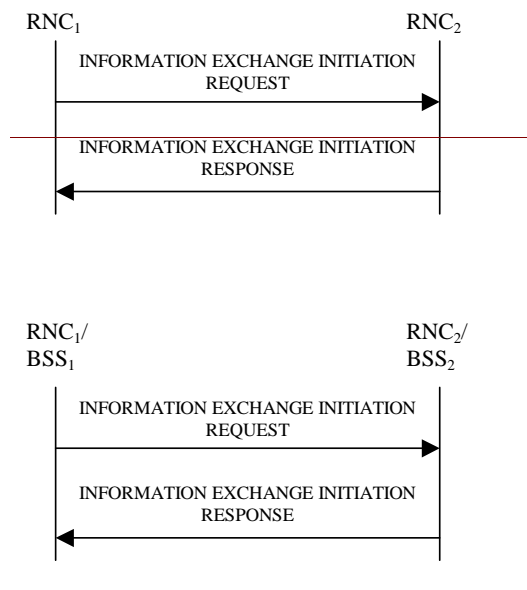 RNC₁ RNC₂
INFORMATION EXCHANGE INITIATION
REQUEST
INFORMATION EXCHANGE INITIATION
RESPONSE
RNC₁/ RNC₂/
BSS₁ BSS₂
INFORMATION EXCHANGE INITIATION
REQUEST
INFORMATION EXCHANGE INITIATION
RESPONSE